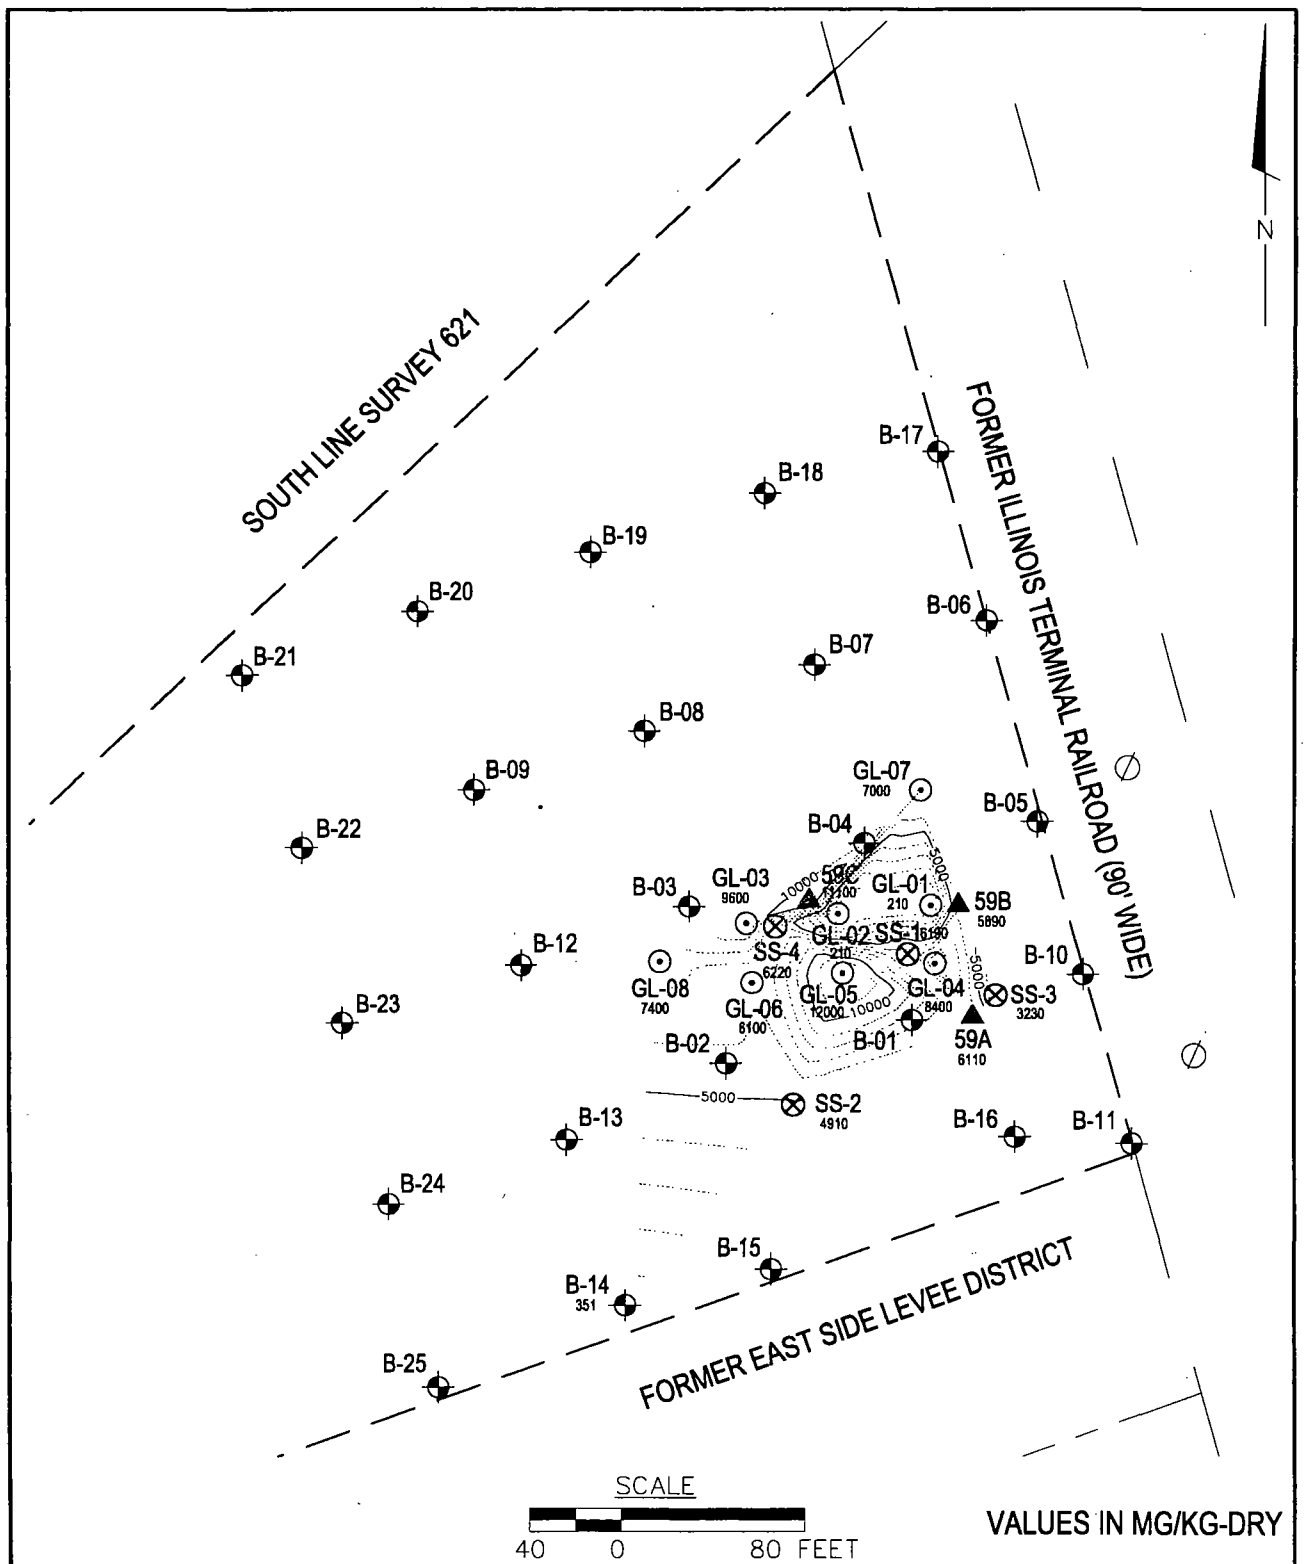 N
SOUTH LINE SURVEY 621
FORMER ILLINOIS TERMINAL RAILROAD (90' WIDE)
B-17
B-18
B-19
B-20
B-06
B-21
B-07
B-08
GL-07
7000
B-09
B-05
B-04
5000
B-22
10000
59C
11100
GL-03
9600
GL-01
210
B-03
59B
5890
GL-02
210
SS-1
SS-4
6220
B-12
B-10
5000
GL-08
7400
GL-06
GL-05
12000
10000
GL-04
8400
SS-3
3230
B-23
B-01
59A
6110
B-02
5000
SS-2
4910
B-13
B-16
B-11
B-24
B-15
B-14
351
FORMER EAST SIDE LEVEE DISTRICT
B-25
SCALE
40 0 80 FEET
VALUES IN MG/KG-DRY